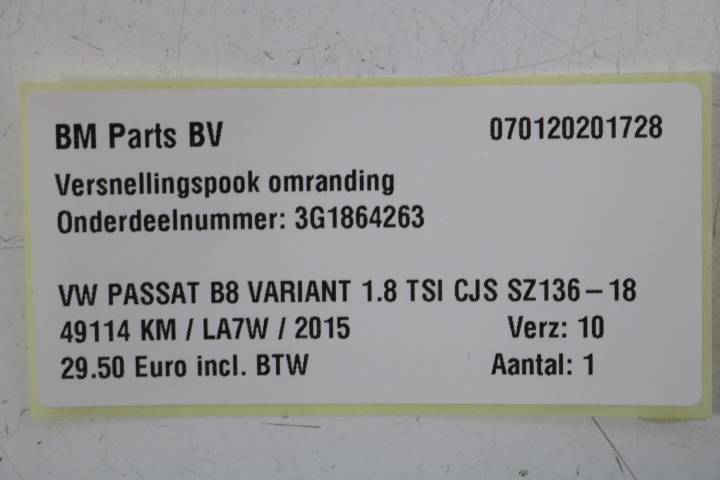 BM Parts BV 070120201728
Versnellingspook omranding
Onderdeelnummer: 3G1864263
VW PASSAT B8 VARIANT 1.8 TSI CJS SZ136-18
49114 KM / LA7W / 2015 Verz: 10
29.50 Euro incl. BTW Aantal: 1